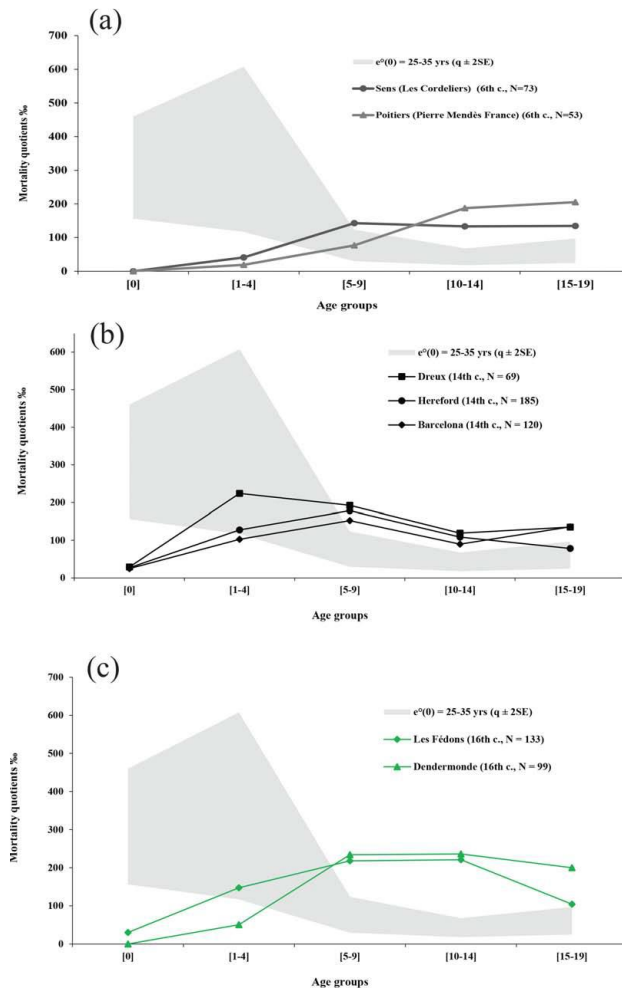 (a)
Mortality quotients ‰
700
600
500
400
300
200
100
0
e°(0) = 25-35 yrs (q ± 2SE)
Sens (Les Cordeliers) (6th c., N=73)
Poitiers (Pierre Mendès France) (6th c., N=53)
[0] [1-4] [5-9] [10-14] [15-19]
Age groups
(b)
Mortality quotients ‰
600
500
400
300
200
100
0
e°(0) = 25-35 yrs (q ± 2SE)
Dreux (14th c., N = 69)
Hereford (14th c., N = 185)
Barcelona (14th c., N = 120)
[0] [1-4] [5-9] [10-14] [15-19]
Age groups
(c)
Mortality quotients ‰
700
600
500
400
300
200
100
0
e°(0) = 25-35 yrs (q ± 2SE)
Les Fédons (16th c., N = 133)
Dendermonde (16th c., N = 99)
[0] [1-4] [5-9] [10-14] [15-19]
Age groups